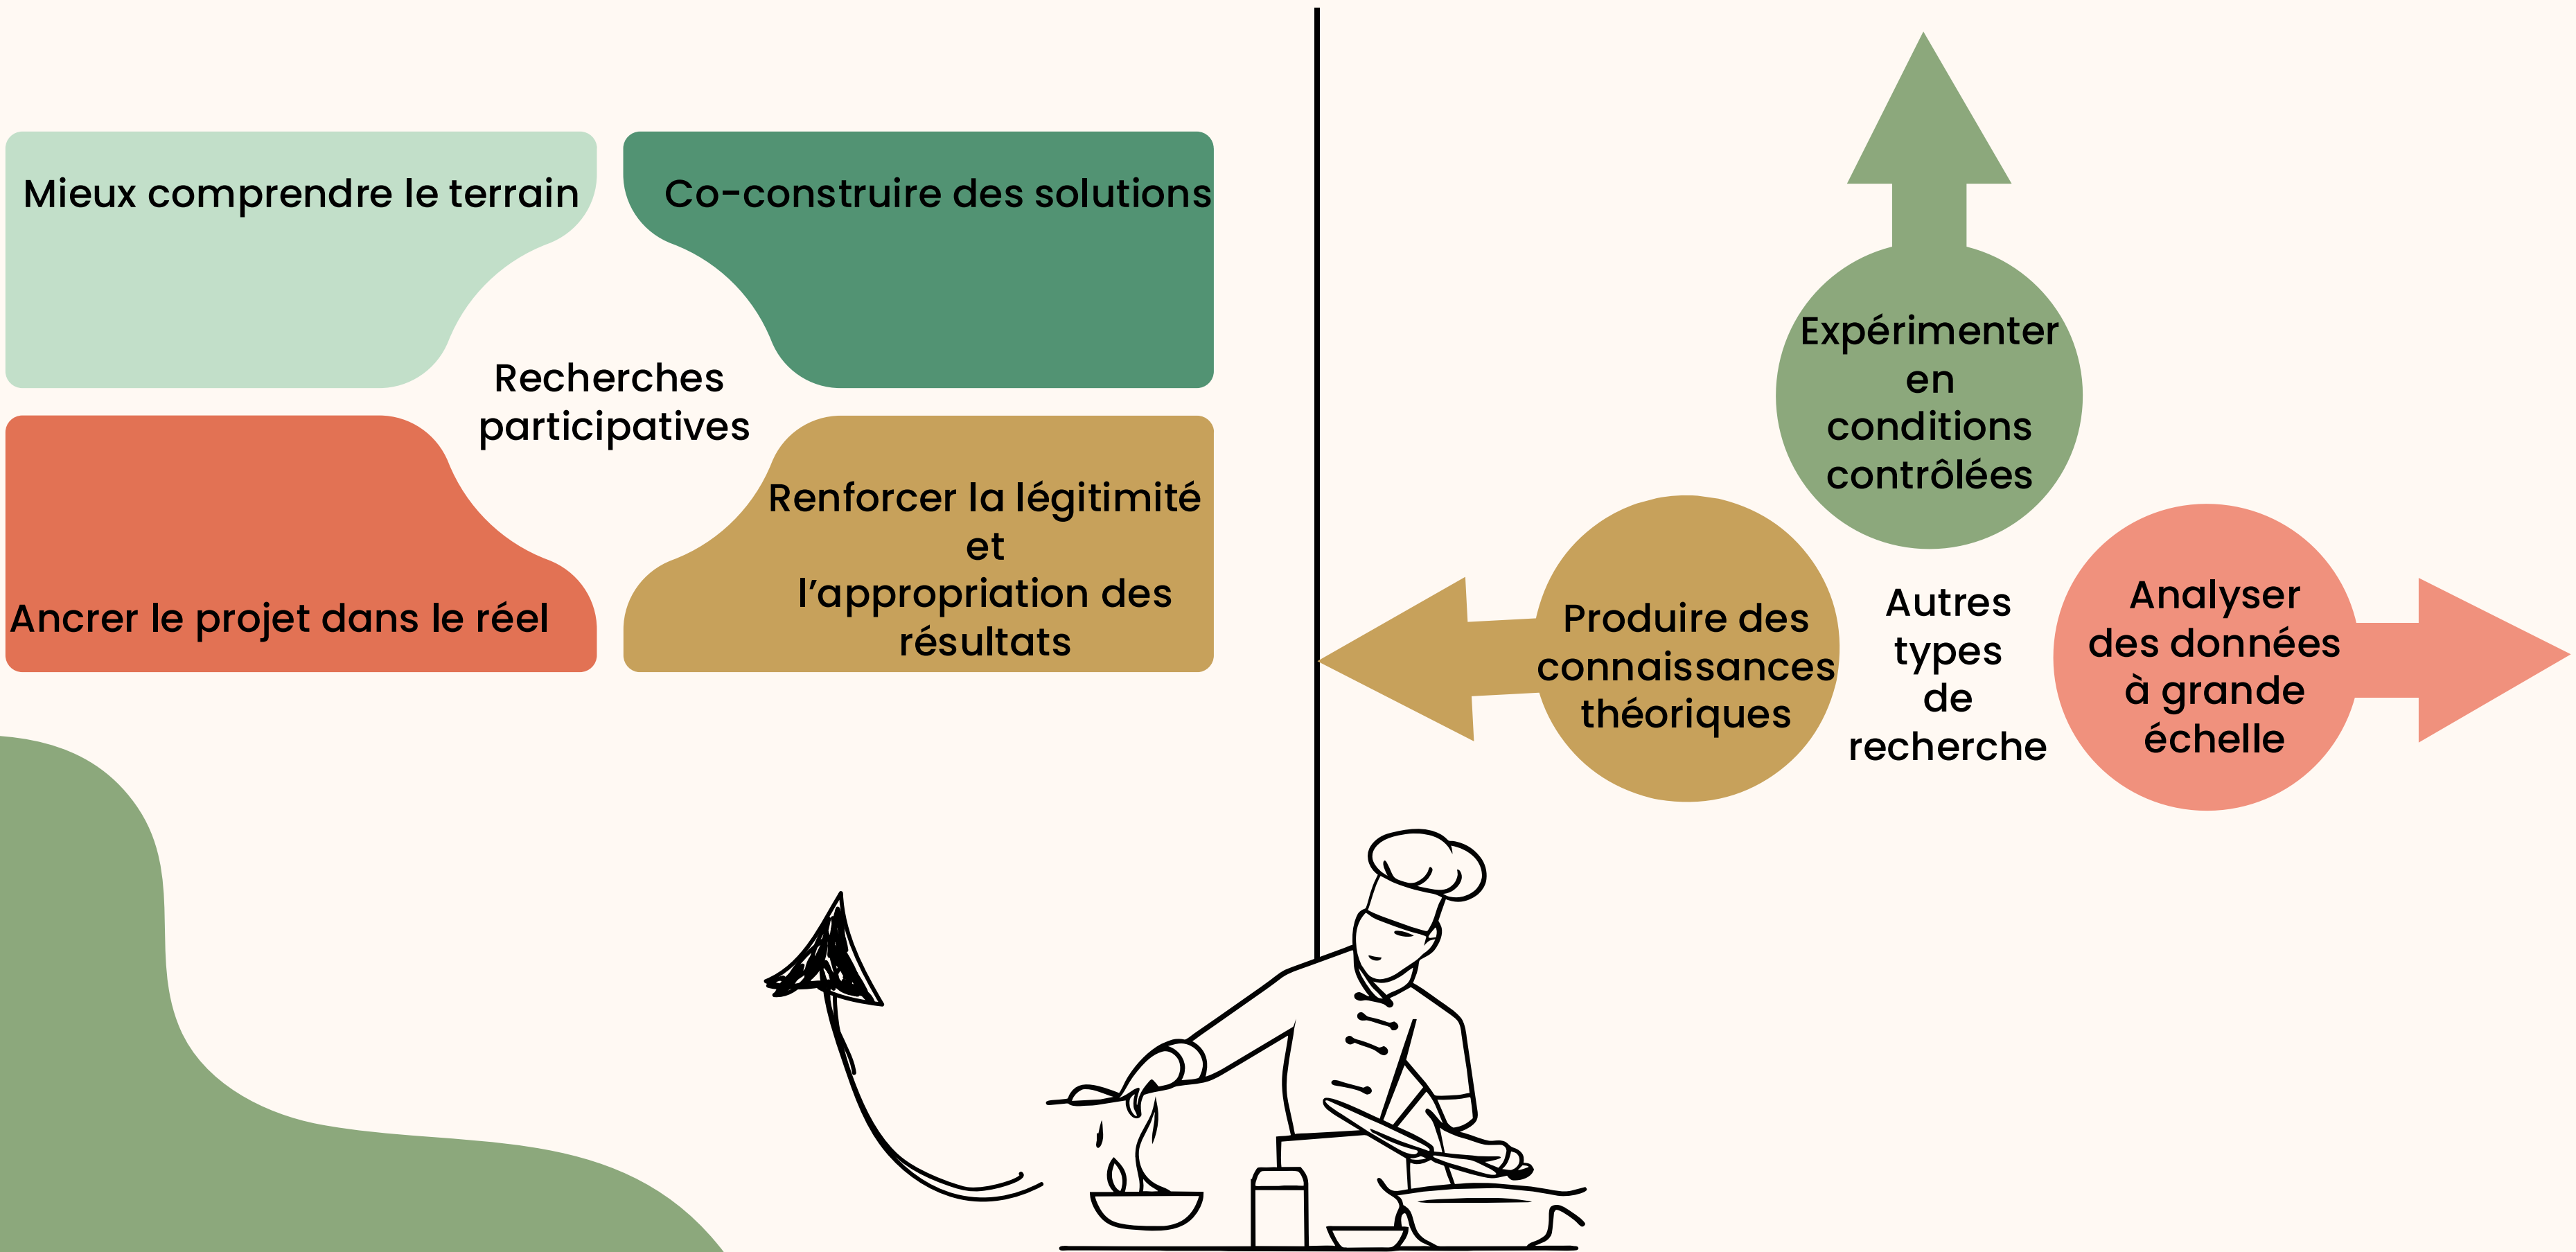 Mieux comprendre le terrain
Co-construire des solutions
Recherches
participatives
Ancrer le projet dans le réel
Renforcer la légitimité
et
l’appropriation des
résultats
Expérimenter
en
conditions
contrôlées
Produire des
connaissances
théoriques
Autres
types
de
recherche
Analyser
des données
à grande
échelle